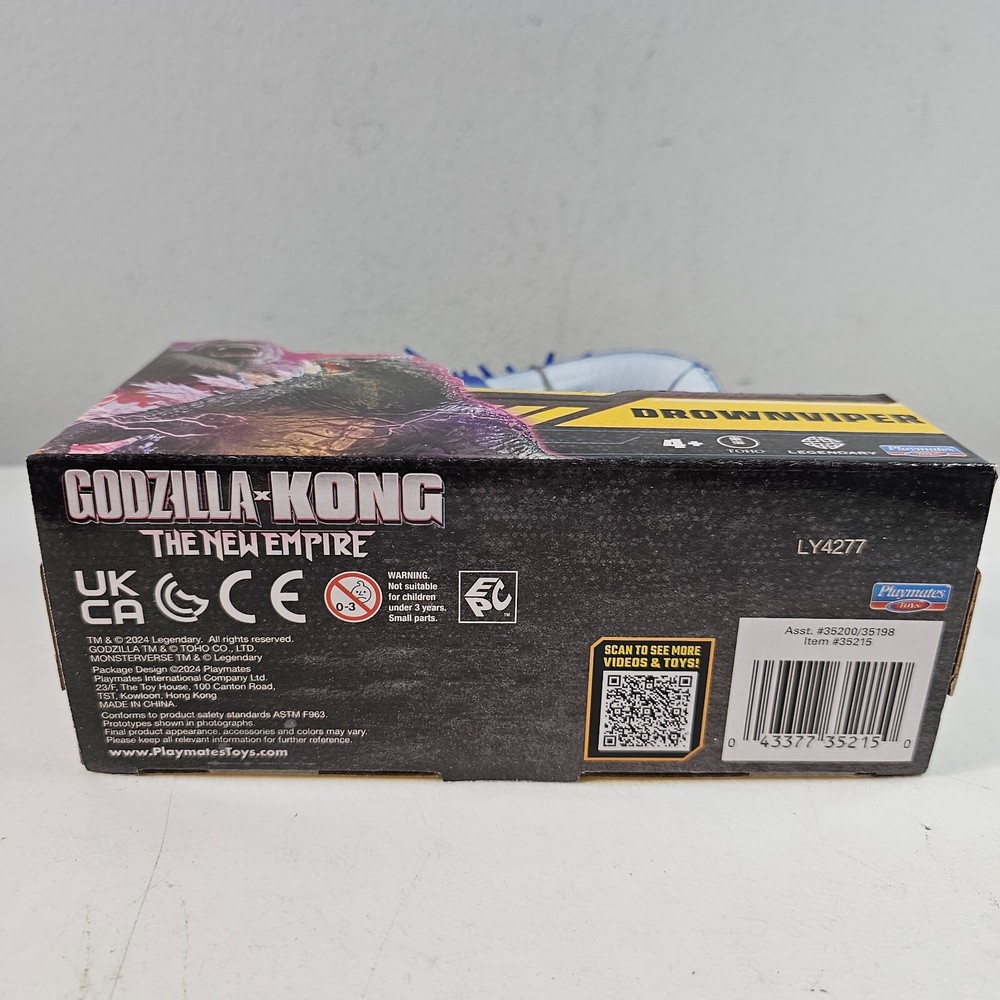 DROWNVIPER
4+
TOHO
LEGENDARY
Playmates
TOYS
GODZILLA x KONG
THE NEW EMPIRE
LY4277
UK
CA
CE
0-3
WARNING.
Not suitable
for children
under 3 years.
Small parts.
EPC™
Playmates
TOYS
TM & © 2024 Legendary. All rights reserved.
GODZILLA TM & © TOHO CO., LTD.
MONSTERVERSE TM & © Legendary
Package Design ©2024 Playmates
Playmates International Company Ltd.
23/F, The Toy House, 100 Canton Road,
TST, Kowloon, Hong Kong
MADE IN CHINA.
Conforms to product safety standards ASTM F963.
Prototypes shown in photographs.
Final product appearance, accessories and colors may vary.
Please keep all relevant information for further reference.
www.PlaymatesToys.com
SCAN TO SEE MORE
VIDEOS & TOYS!
Asst. #35200/35198
Item #35215
0 43377 35215 0